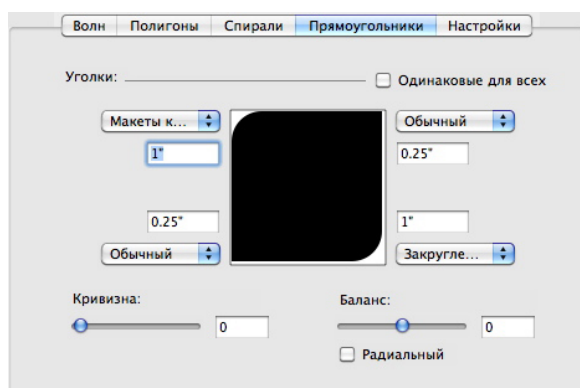 Волн Полигоны Спирали Прямоугольники Настройки
Уголки: Одинаковые для всех
Макеты к... Обычный
1" 0.25"
0.25" 1"
Обычный Закругле...
Кривизна: Баланс:
0 0
Радиальный